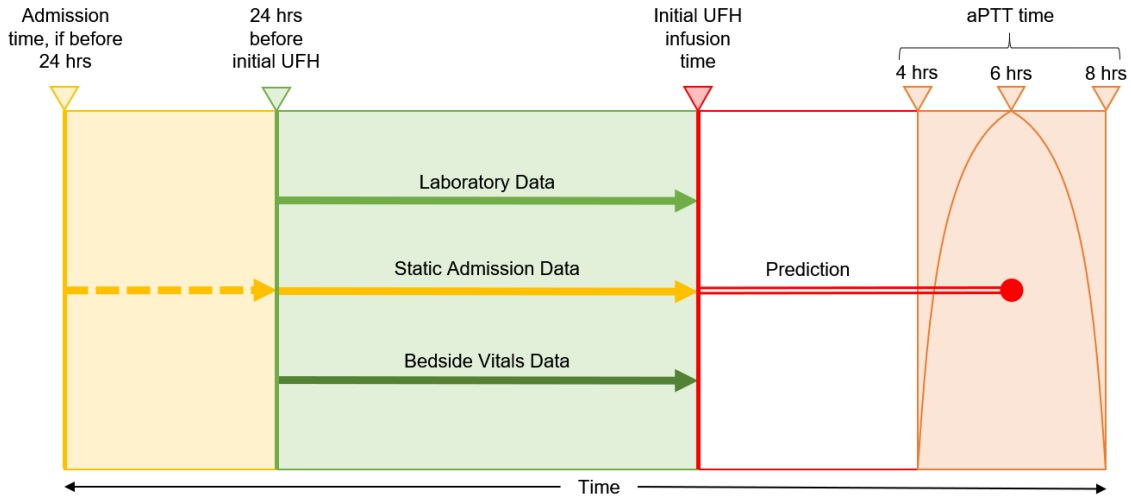 Admission
time, if before
24 hrs
24 hrs
before
initial UFH
Initial UFH
infusion
time
aPTT time
4 hrs
6 hrs
8 hrs
Laboratory Data
Static Admission Data
Prediction
Bedside Vitals Data
Time